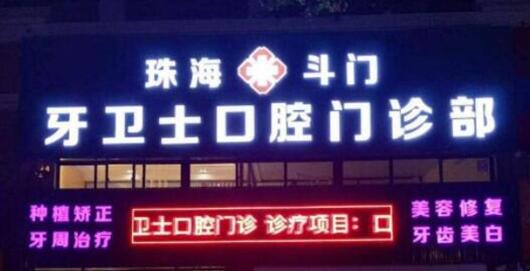 珠海 斗门
牙卫士口腔门诊部
种植矫正
牙周治疗
卫士口腔门诊 诊疗项目：口
美容修复
牙齿美白